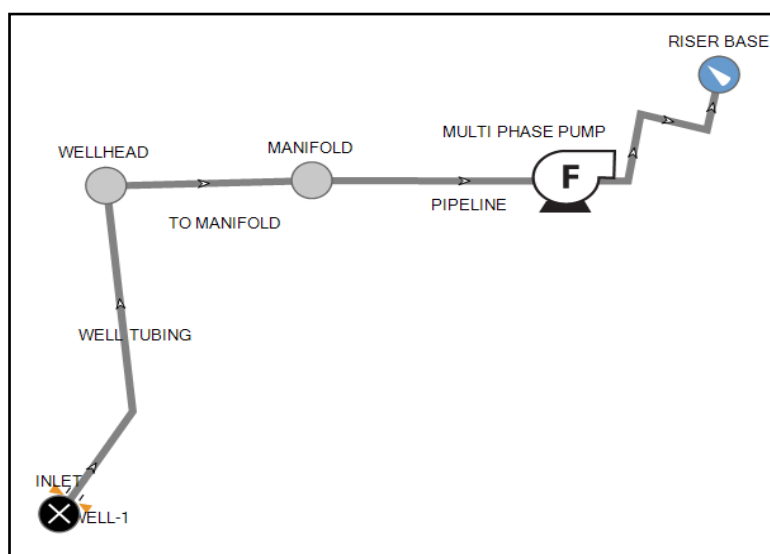 RISER BASE
MULTI PHASE PUMP
WELLHEAD
MANIFOLD
F
TO MANIFOLD
PIPELINE
WELL TUBING
INLET
WELL-1